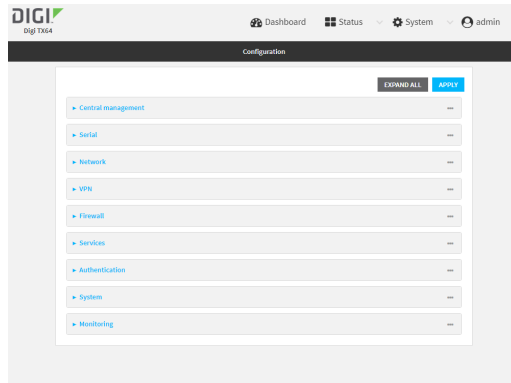 DIGI.
Digi TX64
Dashboard
Status
System
admin
Configuration
EXPAND ALL
APPLY
Central management
Serial
Network
VPN
Firewall
Services
Authentication
System
Monitoring